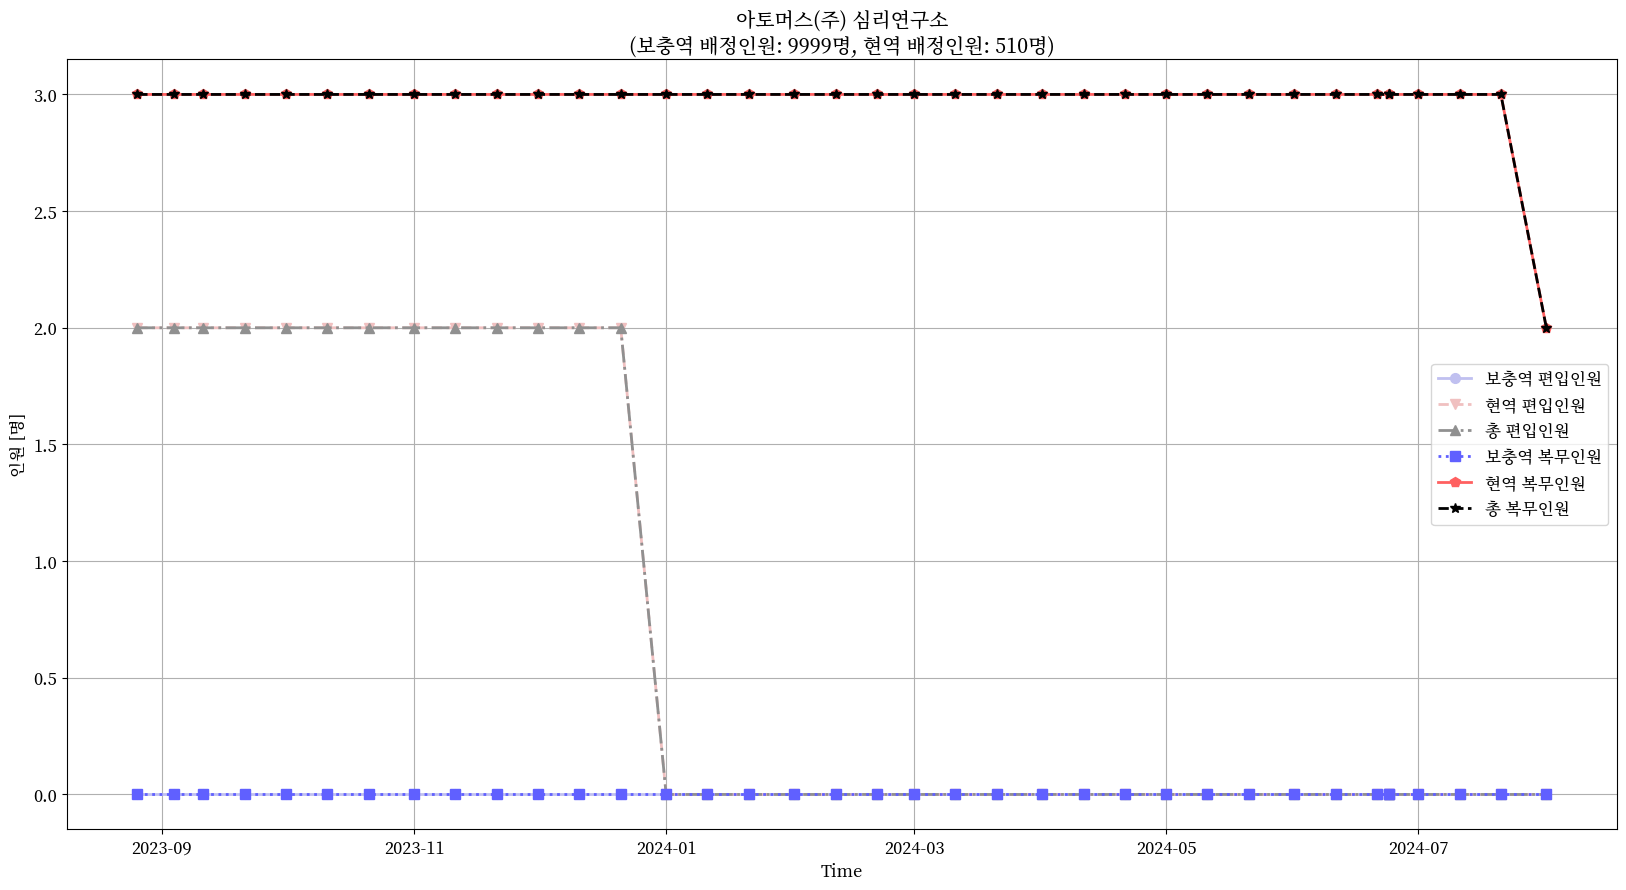 아토머스(주) 심리연구소
(보충역 배정인원: 9999명, 현역 배정인원: 510명)
3.0
2.5
2.0
1.5
1.0
0.5
0.0
인원 [명]
보충역 편입인원
현역 편입인원
총 편입인원
보충역 복무인원
현역 복무인원
총 복무인원
2023-09
2023-11
2024-01
2024-03
2024-05
2024-07
Time